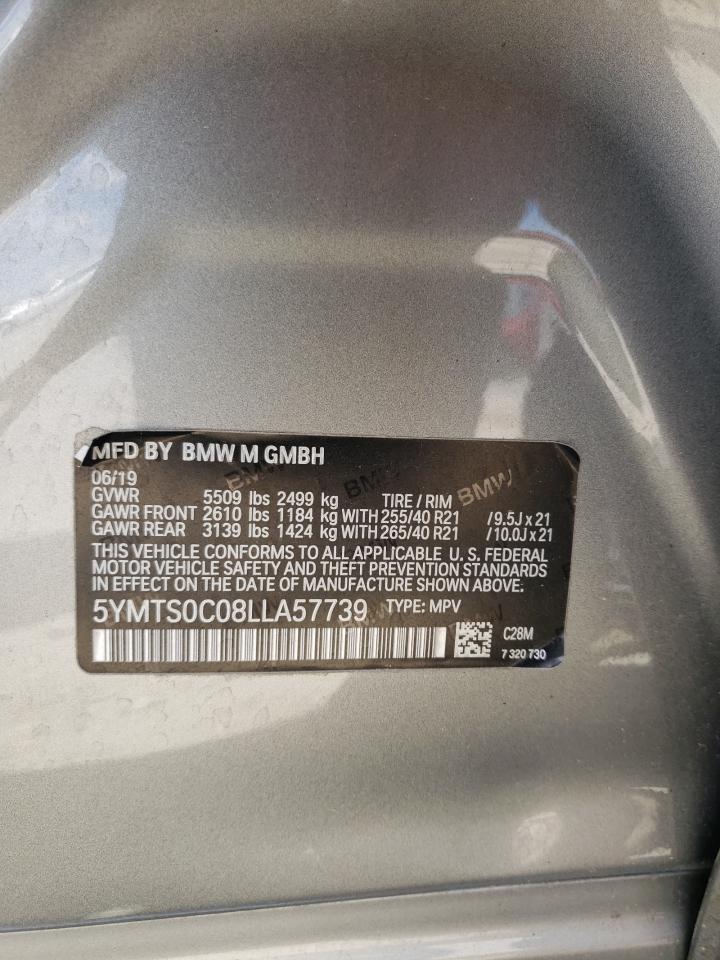 MFD BY BMW M GMBH
06/19
GVWR 5509 lbs 2499 kg TIRE / RIM
GAWR FRONT 2610 lbs 1184 kg WITH 255/40 R21 /9.5J x 21
GAWR REAR 3139 lbs 1424 kg WITH 265/40 R21 /10.0J x 21
THIS VEHICLE CONFORMS TO ALL APPLICABLE U. S. FEDERAL
MOTOR VEHICLE SAFETY AND THEFT PREVENTION STANDARDS
IN EFFECT ON THE DATE OF MANUFACTURE SHOWN ABOVE.
5YMTS0C08LLA57739 TYPE: MPV
C28M
7 320 730